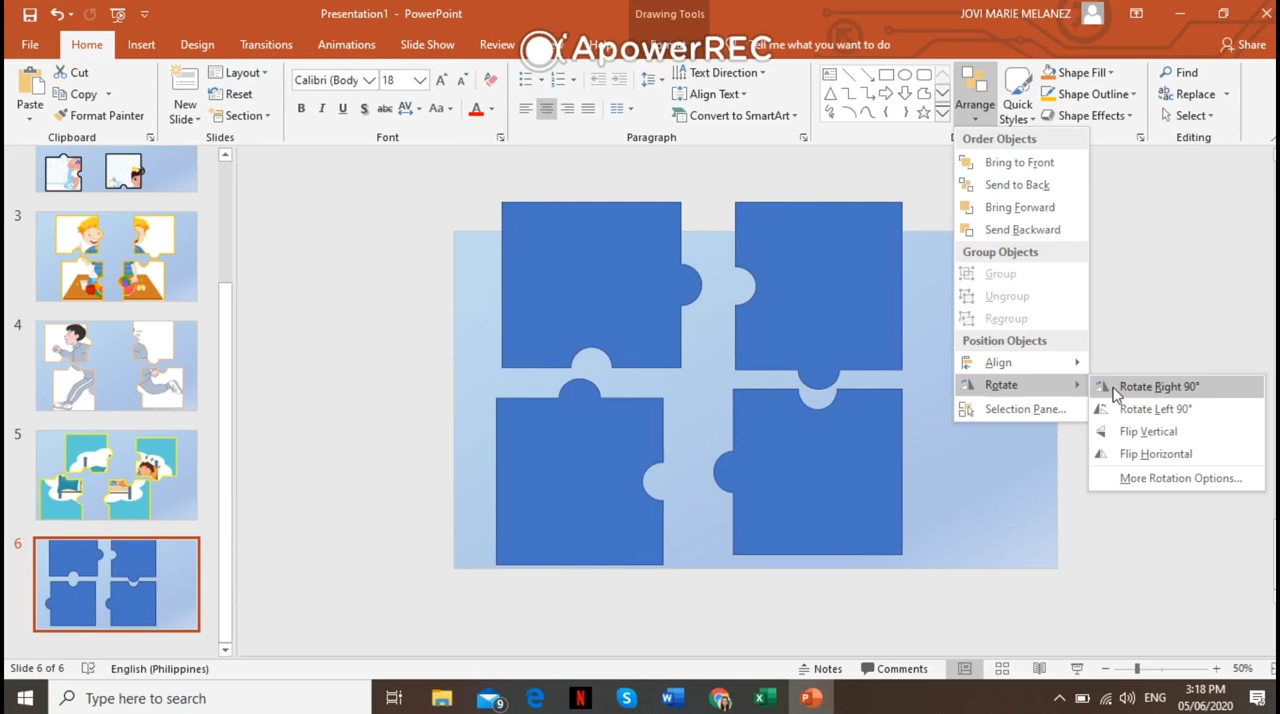 Presentation1 - PowerPoint
Drawing Tools
JOVI MARIE MELANEZ
File
Home
Insert
Design
Transitions
Animations
Slide Show
Review
Tell me what you want to do
Share
ApowerREC
Paste
Cut
Copy
Format Painter
Clipboard
New Slide
Layout
Reset
Section
Slides
Calibri (Body
18
B
I
U
S
abc
AV
Aa
A
Font
Text Direction
Align Text
Convert to SmartArt
Paragraph
Arrange
Quick Styles
Shape Fill
Shape Outline
Shape Effects
Find
Replace
Select
Editing
Order Objects
Bring to Front
Send to Back
Bring Forward
Send Backward
Group Objects
Group
Ungroup
Regroup
Position Objects
Align
Rotate
Selection Pane...
Rotate Right 90°
Rotate Left 90°
Flip Vertical
Flip Horizontal
More Rotation Options...
3
4
5
6
Slide 6 of 6
English (Philippines)
Notes
Comments
50%
Type here to search
9
ENG
3:18 PM
05/06/2020